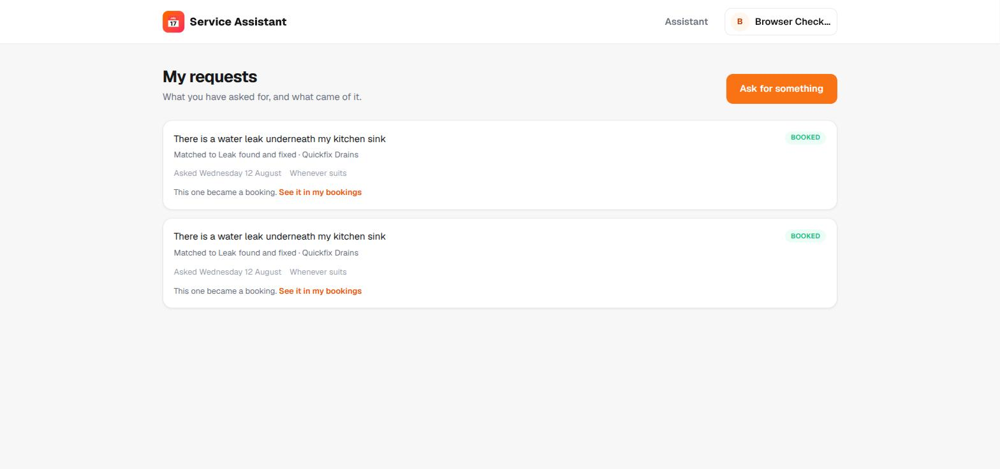 July
17
Service Assistant
Assistant
B
Browser Check…
My requests
What you have asked for, and what came of it.
Ask for something
There is a water leak underneath my kitchen sink
BOOKED
Matched to Leak found and fixed · Quickfix Drains
Asked Wednesday 12 August Whenever suits
This one became a booking. See it in my bookings
There is a water leak underneath my kitchen sink
BOOKED
Matched to Leak found and fixed · Quickfix Drains
Asked Wednesday 12 August Whenever suits
This one became a booking. See it in my bookings